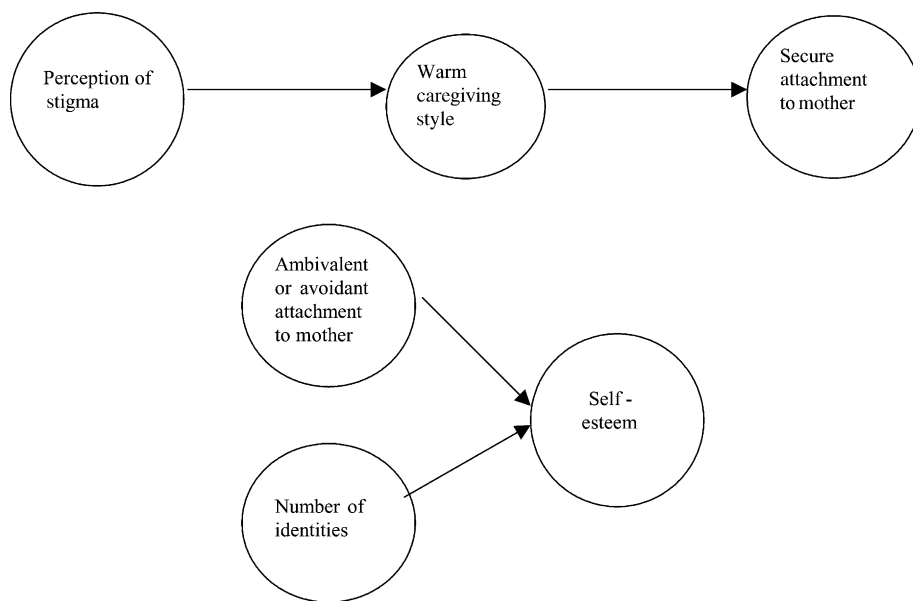 Perception of
stigma
Warm
caregiving
style
Secure
attachment
to mother
Ambivalent
or avoidant
attachment
to mother
Self -
esteem
Number of
identities